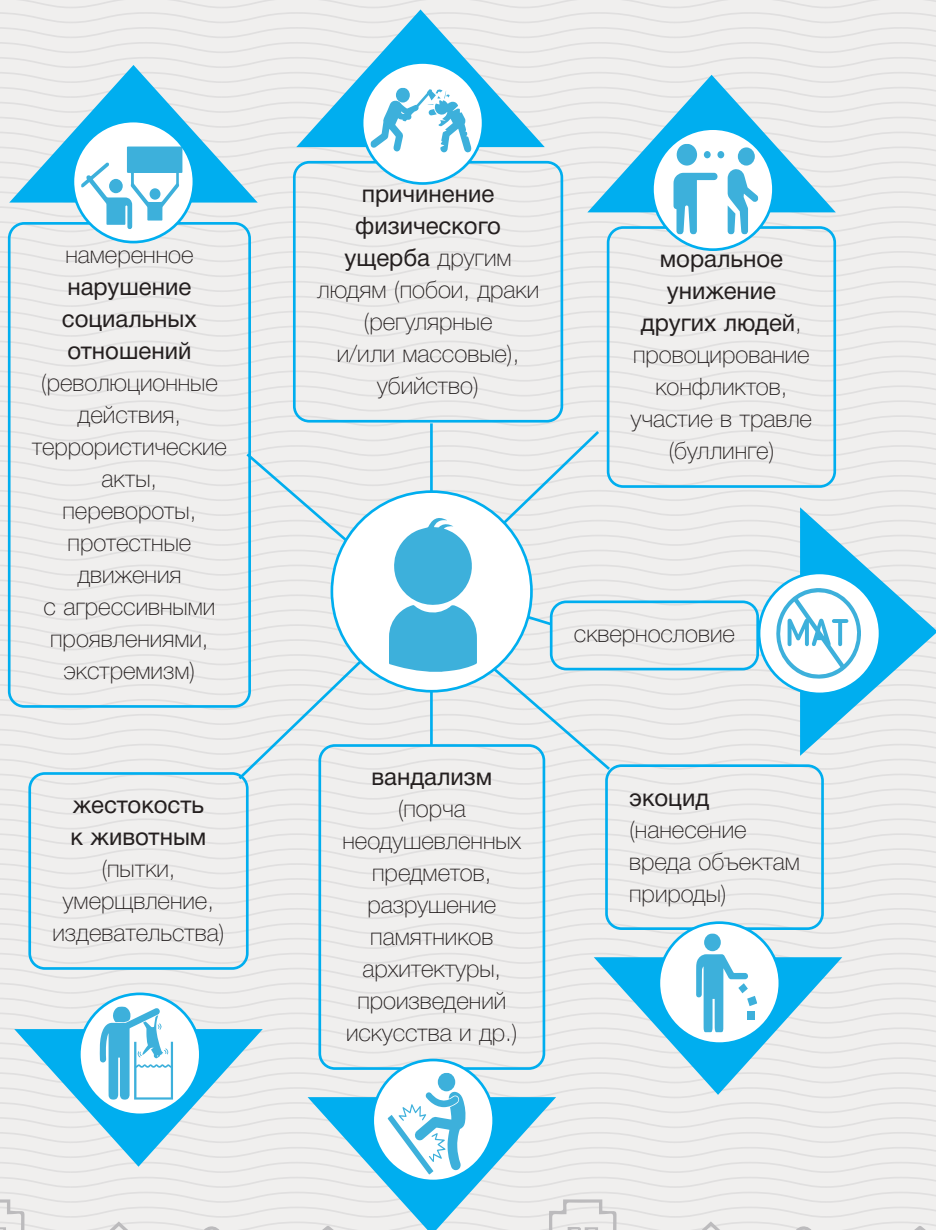 намеренное
нарушение
социальных
отношений
(революционные
действия,
террористические
акты,
перевороты,
протестные
движения
с агрессивными
проявлениями,
экстремизм)
причинение
физического
ущерба другим
людям (побои, драки
(регулярные
и/или массовые),
убийство)
моральное
унижение
других людей,
провоцирование
конфликтов,
участие в травле
(буллинге)
сквернословие
МАТ
жестокость
к животным
(пытки,
умерщвление,
издевательства)
вандализм
(порча
неодушевленных
предметов,
разрушение
памятников
архитектуры,
произведений
искусства и др.)
экоцид
(нанесение
вреда объектам
природы)